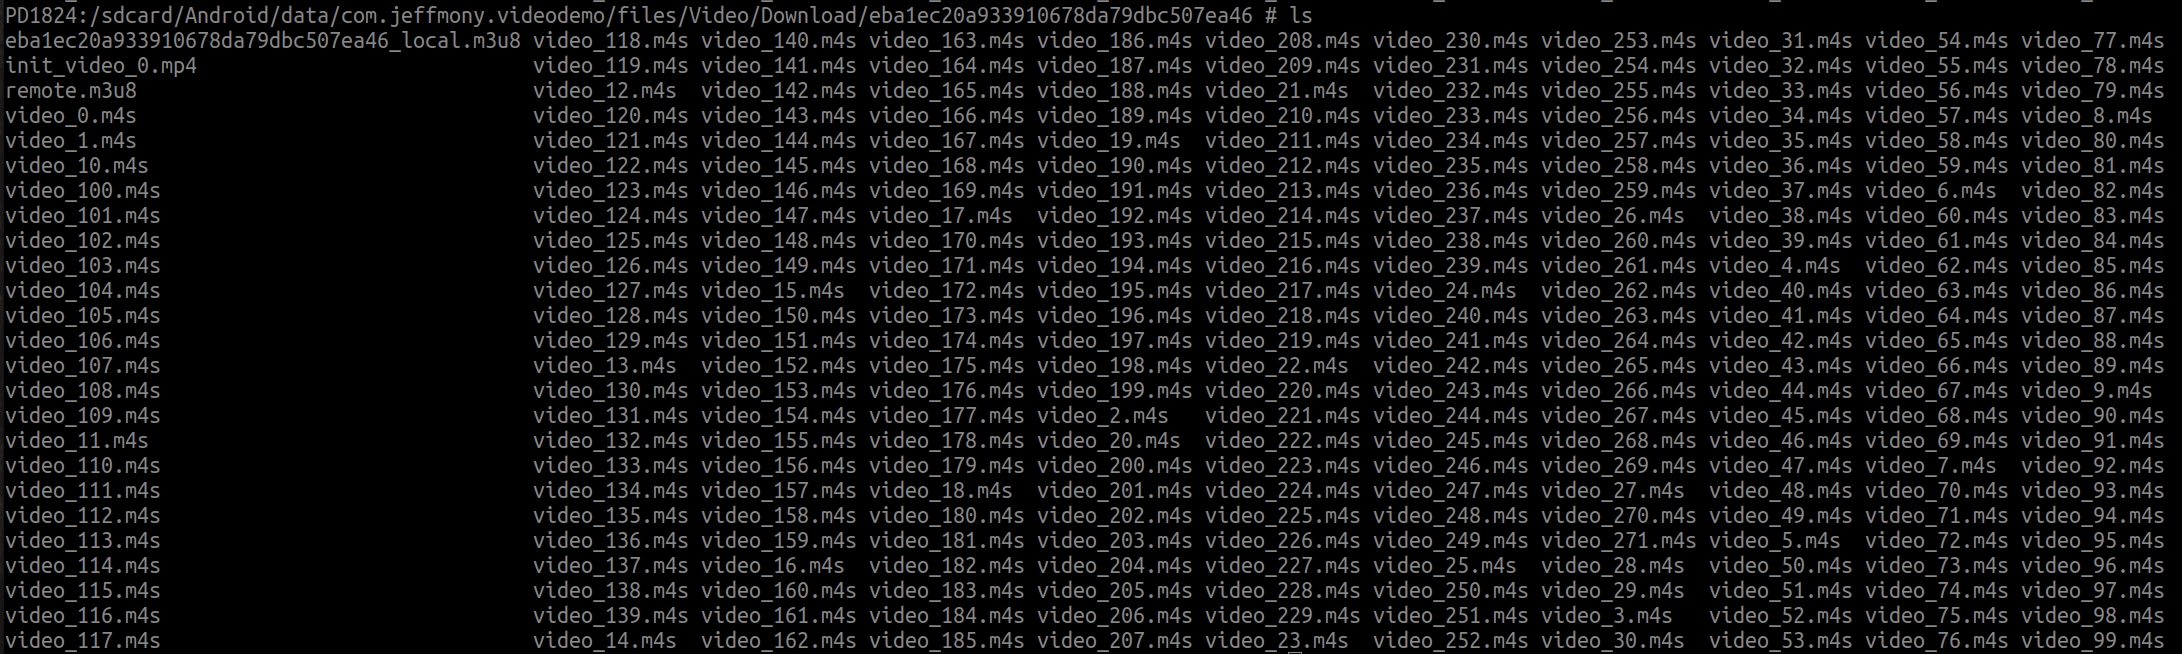 PD1824:/sdcard/Android/data/com.jeffmony.videodemo/files/Video/Download/eba1ec20a933910678da79dbc507ea46 # ls
eba1ec20a933910678da79dbc507ea46_local.m3u8 video_118.m4s video_140.m4s video_163.m4s video_186.m4s video_208.m4s video_230.m4s video_253.m4s video_31.m4s video_54.m4s video_77.m4s
init_video_0.mp4 video_119.m4s video_141.m4s video_164.m4s video_187.m4s video_209.m4s video_231.m4s video_254.m4s video_32.m4s video_55.m4s video_78.m4s
remote.m3u8 video_12.m4s video_142.m4s video_165.m4s video_188.m4s video_21.m4s video_232.m4s video_255.m4s video_33.m4s video_56.m4s video_79.m4s
video_0.m4s video_120.m4s video_143.m4s video_166.m4s video_189.m4s video_210.m4s video_233.m4s video_256.m4s video_34.m4s video_57.m4s video_8.m4s
video_1.m4s video_121.m4s video_144.m4s video_167.m4s video_19.m4s video_211.m4s video_234.m4s video_257.m4s video_35.m4s video_58.m4s video_80.m4s
video_10.m4s video_122.m4s video_145.m4s video_168.m4s video_190.m4s video_212.m4s video_235.m4s video_258.m4s video_36.m4s video_59.m4s video_81.m4s
video_100.m4s video_123.m4s video_146.m4s video_169.m4s video_191.m4s video_213.m4s video_236.m4s video_259.m4s video_37.m4s video_6.m4s video_82.m4s
video_101.m4s video_124.m4s video_147.m4s video_17.m4s video_192.m4s video_214.m4s video_237.m4s video_26.m4s video_38.m4s video_60.m4s video_83.m4s
video_102.m4s video_125.m4s video_148.m4s video_170.m4s video_193.m4s video_215.m4s video_238.m4s video_260.m4s video_39.m4s video_61.m4s video_84.m4s
video_103.m4s video_126.m4s video_149.m4s video_171.m4s video_194.m4s video_216.m4s video_239.m4s video_261.m4s video_4.m4s video_62.m4s video_85.m4s
video_104.m4s video_127.m4s video_15.m4s video_172.m4s video_195.m4s video_217.m4s video_24.m4s video_262.m4s video_40.m4s video_63.m4s video_86.m4s
video_105.m4s video_128.m4s video_150.m4s video_173.m4s video_196.m4s video_218.m4s video_240.m4s video_263.m4s video_41.m4s video_64.m4s video_87.m4s
video_106.m4s video_129.m4s video_151.m4s video_174.m4s video_197.m4s video_219.m4s video_241.m4s video_264.m4s video_42.m4s video_65.m4s video_88.m4s
video_107.m4s video_13.m4s video_152.m4s video_175.m4s video_198.m4s video_22.m4s video_242.m4s video_265.m4s video_43.m4s video_66.m4s video_89.m4s
video_108.m4s video_130.m4s video_153.m4s video_176.m4s video_199.m4s video_220.m4s video_243.m4s video_266.m4s video_44.m4s video_67.m4s video_9.m4s
video_109.m4s video_131.m4s video_154.m4s video_177.m4s video_2.m4s video_221.m4s video_244.m4s video_267.m4s video_45.m4s video_68.m4s video_90.m4s
video_11.m4s video_132.m4s video_155.m4s video_178.m4s video_20.m4s video_222.m4s video_245.m4s video_268.m4s video_46.m4s video_69.m4s video_91.m4s
video_110.m4s video_133.m4s video_156.m4s video_179.m4s video_200.m4s video_223.m4s video_246.m4s video_269.m4s video_47.m4s video_7.m4s video_92.m4s
video_111.m4s video_134.m4s video_157.m4s video_18.m4s video_201.m4s video_224.m4s video_247.m4s video_27.m4s video_48.m4s video_70.m4s video_93.m4s
video_112.m4s video_135.m4s video_158.m4s video_180.m4s video_202.m4s video_225.m4s video_248.m4s video_270.m4s video_49.m4s video_71.m4s video_94.m4s
video_113.m4s video_136.m4s video_159.m4s video_181.m4s video_203.m4s video_226.m4s video_249.m4s video_271.m4s video_5.m4s video_72.m4s video_95.m4s
video_114.m4s video_137.m4s video_16.m4s video_182.m4s video_204.m4s video_227.m4s video_25.m4s video_28.m4s video_50.m4s video_73.m4s video_96.m4s
video_115.m4s video_138.m4s video_160.m4s video_183.m4s video_205.m4s video_228.m4s video_250.m4s video_29.m4s video_51.m4s video_74.m4s video_97.m4s
video_116.m4s video_139.m4s video_161.m4s video_184.m4s video_206.m4s video_229.m4s video_251.m4s video_3.m4s video_52.m4s video_75.m4s video_98.m4s
video_117.m4s video_14.m4s video_162.m4s video_185.m4s video_207.m4s video_23.m4s video_252.m4s video_30.m4s video_53.m4s video_76.m4s video_99.m4s